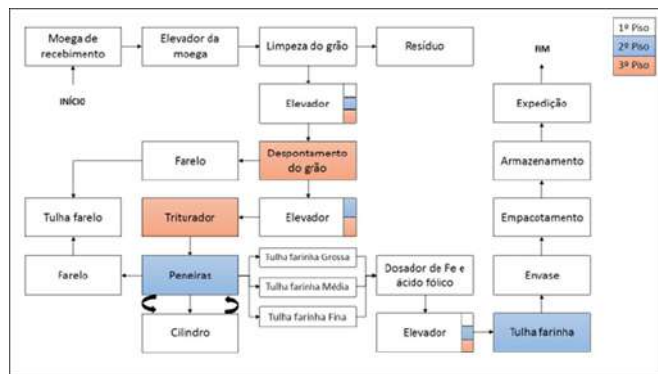 Moega de
recebimento
Elevador da
moega
Limpeza do grão
Resíduo
1º Piso
2º Piso
3º Piso
INÍCIO
FIM
Elevador
Expedição
Farelo
Despontamento
do grão
Armazenamento
Tulha farelo
Triturador
Elevador
Empacotamento
Farelo
Peneiras
Tulha farinha Grossa
Tulha farinha Média
Tulha farinha Fina
Dosador de Fe e
ácido fólico
Envase
Cilindro
Elevador
Tulha farinha